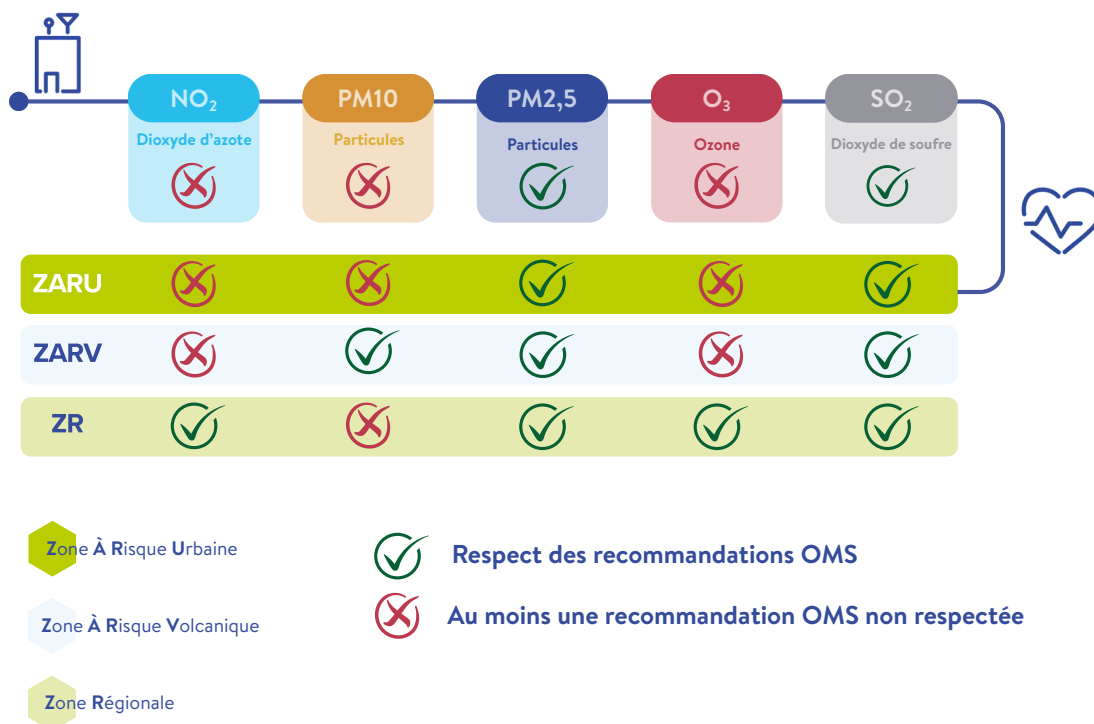 NO₂
PM10
PM2,5
O₃
SO₂
Dioxyde d'azote
Particules
Particules
Ozone
Dioxyde de soufre
ZARU
ZARV
ZR
Zone À Risque Urbaine
Respect des recommandations OMS
Au moins une recommandation OMS non respectée
Zone À Risque Volcanique
Zone Régionale